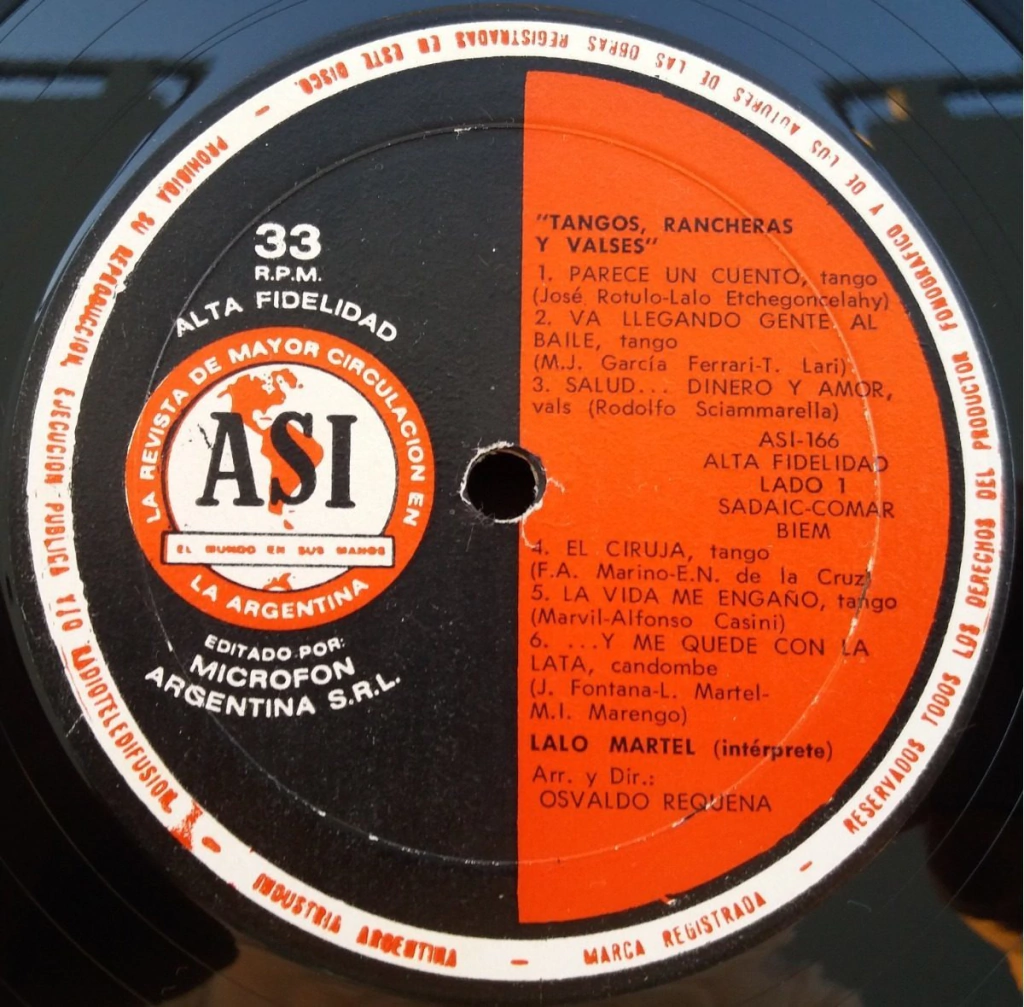 33
R.P.M.
ALTA FIDELIDAD
LA REVISTA DE MAYOR CIRCULACION EN
ASI
EL MUNDO EN SUS MANOS
LA ARGENTINA
EDITADO POR:
MICROFON
ARGENTINA S.R.L.
"TANGOS, RANCHERAS
Y VALSES"
1. PARECE UN CUENTO, tango
(José Rotulo-Lalo Etchegoncelahy)
2. VA LLEGANDO GENTE AL
BAILE, tango
(M.J. García Ferrari-T. Lari)
3. SALUD... DINERO Y AMOR,
vals (Rodolfo Sciammarella)
ASI-166
ALTA FIDELIDAD
LADO 1
SADAIC-COMAR
BIEM
4. EL CIRUJA, tango
(F.A. Marino-E.N. de la Cruz)
5. LA VIDA ME ENGAÑO, tango
(Marvil-Alfonso Casini)
6. ...Y ME QUEDE CON LA
LATA, candombe
(J. Fontana-L. Martel-
M.I. Marengo)
LALO MARTEL (intérprete)
Arr. y Dir.:
OSVALDO REQUENA
INDUSTRIA ARGENTINA - MARCA REGISTRADA - RESERVADOS TODOS LOS DERECHOS DEL PRODUCTOR FONOGRAFICO Y DE LOS AUTORES DE LAS OBRAS REGISTRADAS EN ESTE DISCO. - PROHIBIDA SU REPRODUCCION, EJECUCION PUBLICA Y/O RADIOTELEDIFUSION. -